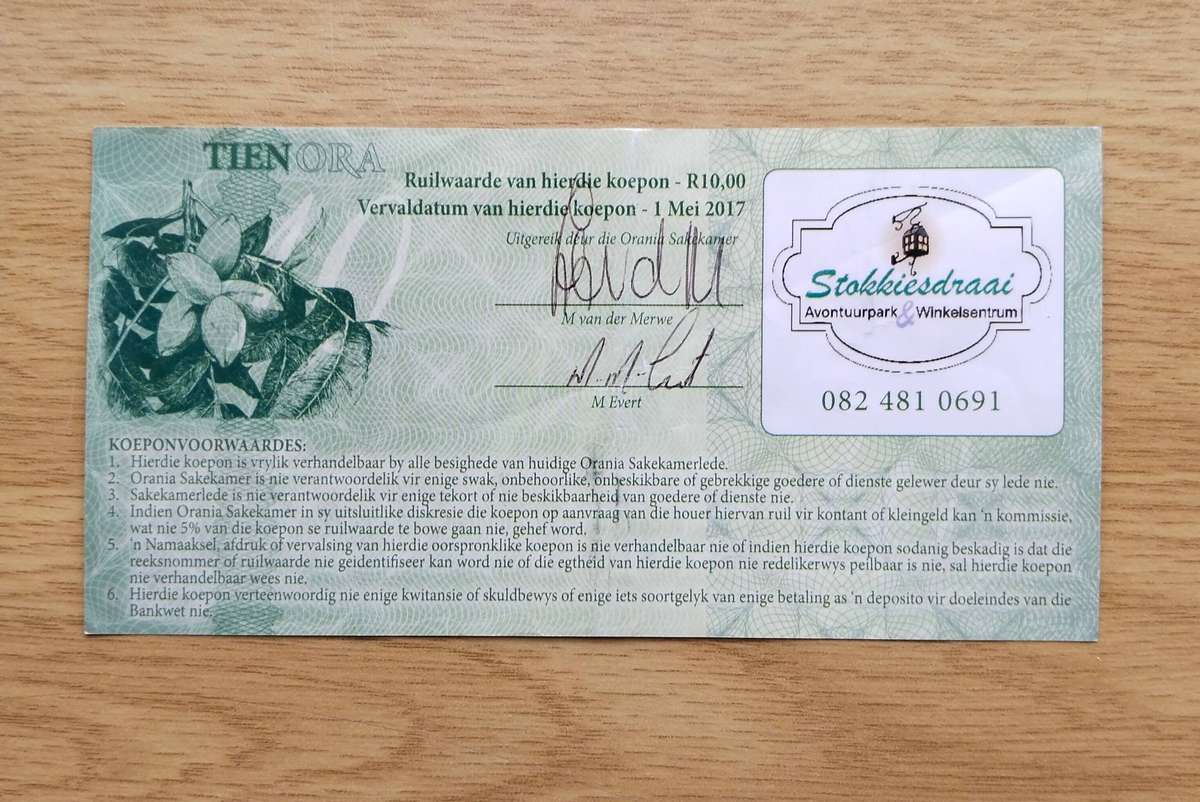 TIEN ORA
Ruilwaarde van hierdie koepon - R10,00
Vervaldatum van hierdie koepon - 1 Mei 2017
Uitgereik deur die Orania Sakekamer
M van der Merwe
M Evert
Stokkiesdraai
Avontuurpark & Winkelsentrum
082 481 0691
KOEPONVOORWAARDES:
1. Hierdie koepon is vrylik verhandelbaar by alle besighede van huidige Orania Sakekamerlede.
2. Orania Sakekamer is nie verantwoordelik vir enige swak, onbehoorlike, onbeskikbare of gebrekkige goedere of dienste gelewer deur sy lede nie.
3. Sakekamerlede is nie verantwoordelik vir enige tekort of nie beskikbaarheid van goedere of dienste nie.
4. Indien Orania Sakekamer in sy uitsluitlike diskresie die koepon op aanvraag van die houer hiervan ruil vir kontant of kleingeld kan 'n kommissie,
wat nie 5% van die koepon se ruilwaarde te bowe gaan nie, gehef word.
5. 'n Namaaksel, afdruk of vervalsing van hierdie oorspronklike koepon is nie verhandelbaar nie of indien hierdie koepon sodanig beskadig is dat die
reeksnommer of ruilwaarde nie geidentifiseer kan word nie of die egtheid van hierdie koepon nie redelikerwys peilbaar is nie, sal hierdie koepon
nie verhandelbaar wees nie.
6. Hierdie koepon verteenwoordig nie enige kwitansie of skuldbewys of enige iets soortgelyk van enige betaling as 'n deposito vir doeleindes van die
Bankwet nie.